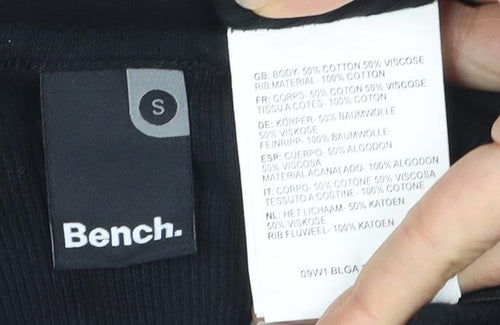 S
Bench.
GB: BODY- 50% COTTON 50% VISCOSE
RIB MATERIAL- 100% COTTON
FR: CORPS- 50% COTON 50% VISCOSE
TISSU A COTES- 100% COTON
DE: KÖRPER- 50% BAUMWOLLE
50% VISKOSE
FEINRIPP- 100% BAUMWOLLE
ESP: CUERPO- 50% ALGODON
50% VISCOSA
MATERIAL ACANALADO- 100% ALGODON
IT: CORPO- 50% COTONE 50% VISCOSA
TESSUTO A COSTINE- 100% COTONE
NL: HET LICHAAM- 50% KATOEN
50% VISKOSE
RIB FLUWEEL- 100% KATOEN
09W1 BLGA